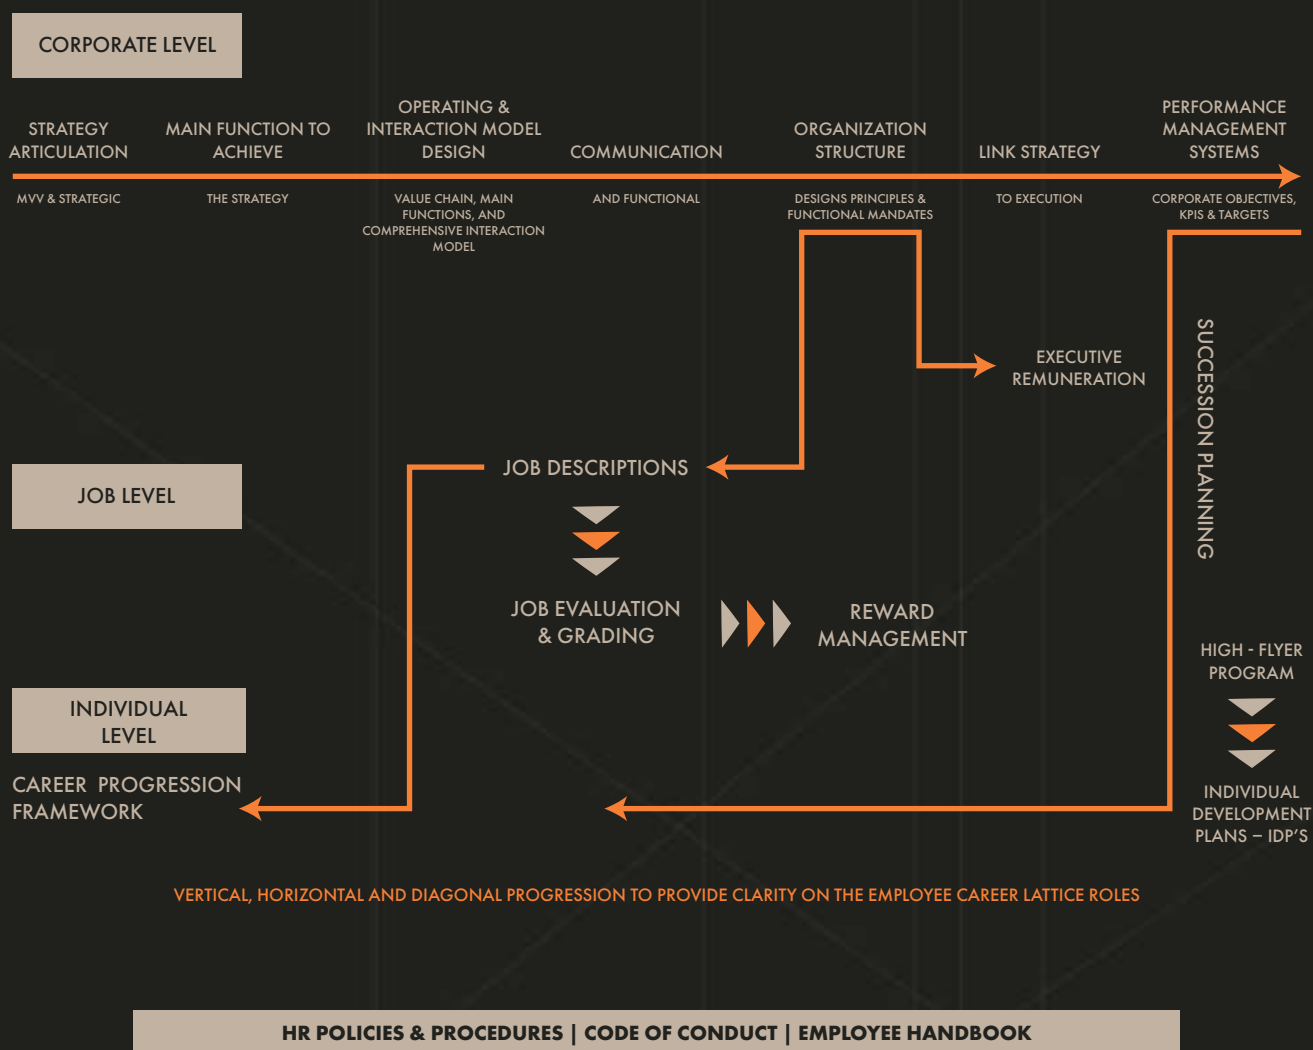 CORPORATE LEVEL
STRATEGY
ARTICULATION
MVV & STRATEGIC
MAIN FUNCTION TO
ACHIEVE
THE STRATEGY
OPERATING &
INTERACTION MODEL
DESIGN
VALUE CHAIN, MAIN
FUNCTIONS, AND
COMPREHENSIVE INTERACTION
MODEL
COMMUNICATION
AND FUNCTIONAL
ORGANIZATION
STRUCTURE
DESIGNS PRINCIPLES &
FUNCTIONAL MANDATES
LINK STRATEGY
TO EXECUTION
PERFORMANCE
MANAGEMENT
SYSTEMS
CORPORATE OBJECTIVES,
KPIS & TARGETS
EXECUTIVE
REMUNERATION
SUCCESSION PLANNING
JOB LEVEL
JOB DESCRIPTIONS
JOB EVALUATION
& GRADING
REWARD
MANAGEMENT
HIGH - FLYER
PROGRAM
INDIVIDUAL
DEVELOPMENT
PLANS – IDP’S
INDIVIDUAL
LEVEL
CAREER PROGRESSION
FRAMEWORK
VERTICAL, HORIZONTAL AND DIAGONAL PROGRESSION TO PROVIDE CLARITY ON THE EMPLOYEE CAREER LATTICE ROLES
HR POLICIES & PROCEDURES | CODE OF CONDUCT | EMPLOYEE HANDBOOK